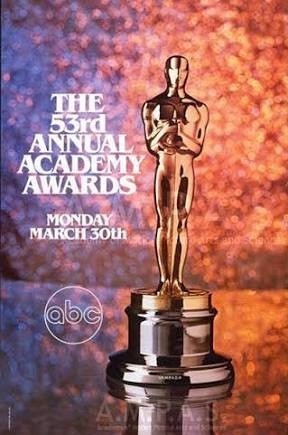 THE
53rd
ANNUAL
ACADEMY
AWARDS
MONDAY
MARCH 30th
abc
A.M.P.A.S.